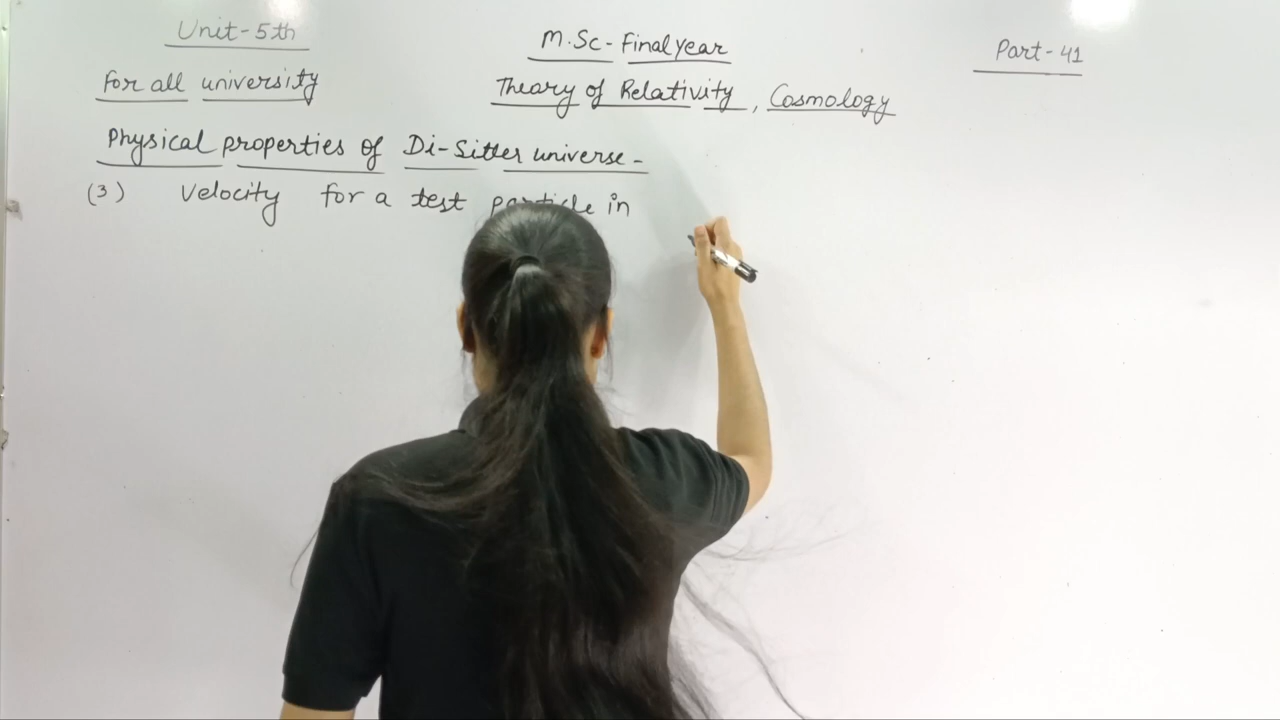 Unit-5th
M.Sc-Final year
Part-41
For all university
Theory of Relativity, Cosmology
Physical properties of Di-Sitter universe-
(3) Velocity for a test particle in